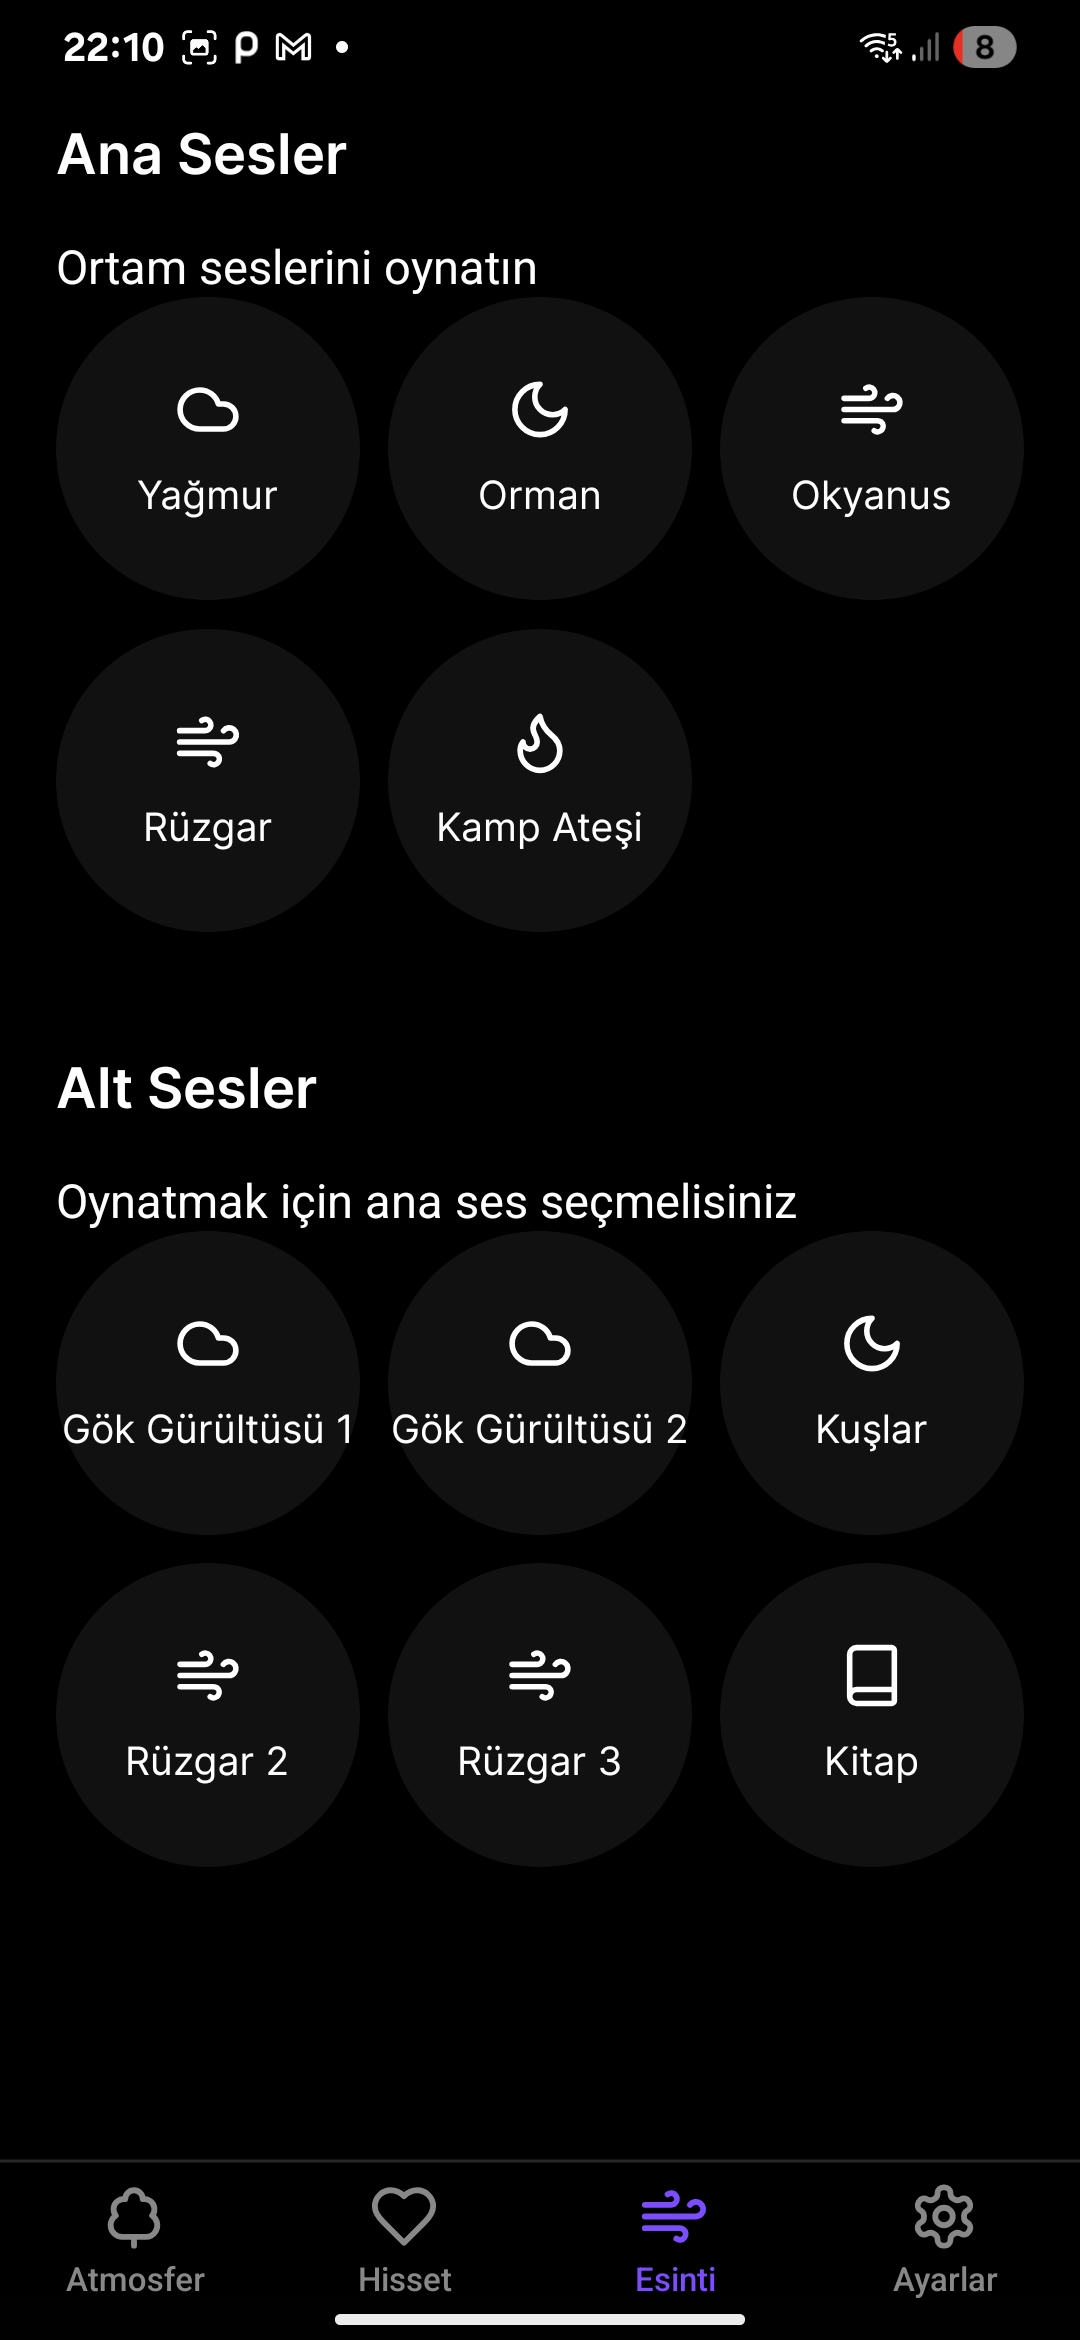 22:10
5
8
Ana Sesler
Ortam seslerini oynatın
Yağmur
Orman
Okyanus
Rüzgar
Kamp Ateşi
Alt Sesler
Oynatmak için ana ses seçmelisiniz
Gök Gürültüsü 1
Gök Gürültüsü 2
Kuşlar
Rüzgar 2
Rüzgar 3
Kitap
Atmosfer
Hisset
Esinti
Ayarlar